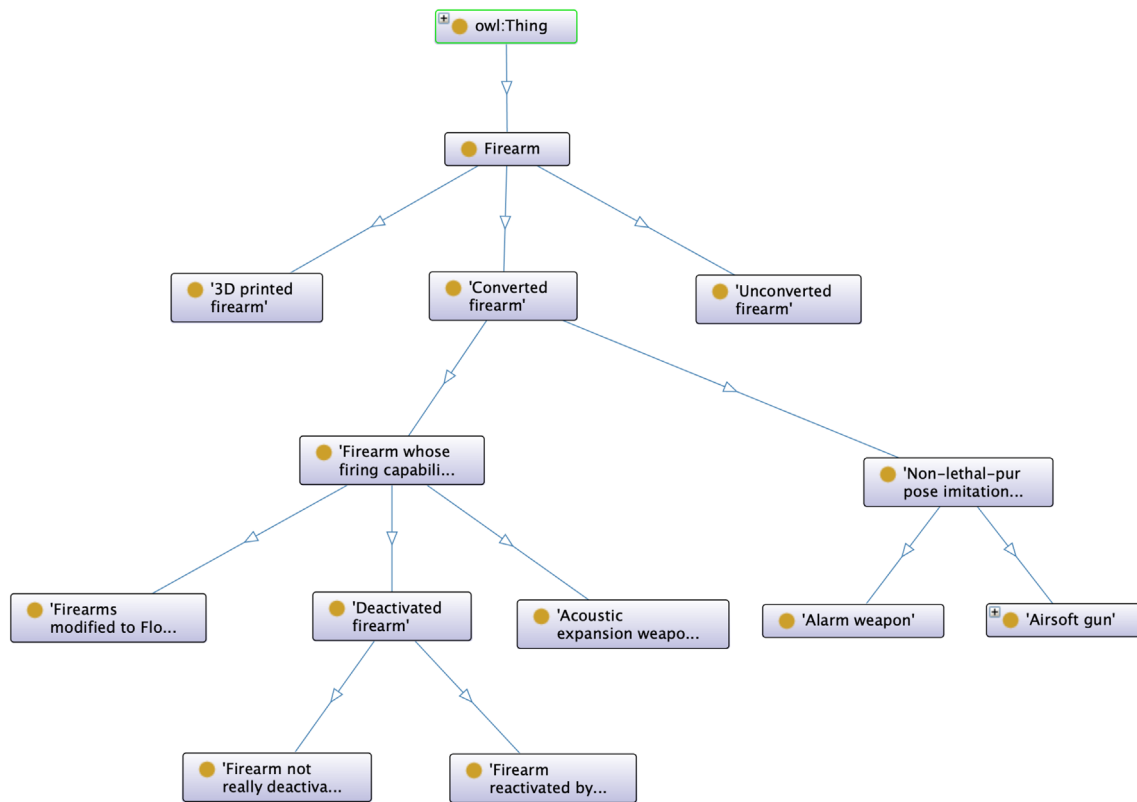 owl:Thing
Firearm
'3D printed
firearm'
'Converted
firearm'
'Unconverted
firearm'
'Firearm whose
firing capabili...
'Non-lethal-pur
pose imitation...
'Firearms
modified to Flo...
'Deactivated
firearm'
'Acoustic
expansion weapo...
'Alarm weapon'
'Airsoft gun'
'Firearm not
really deactiva...
'Firearm
reactivated by...